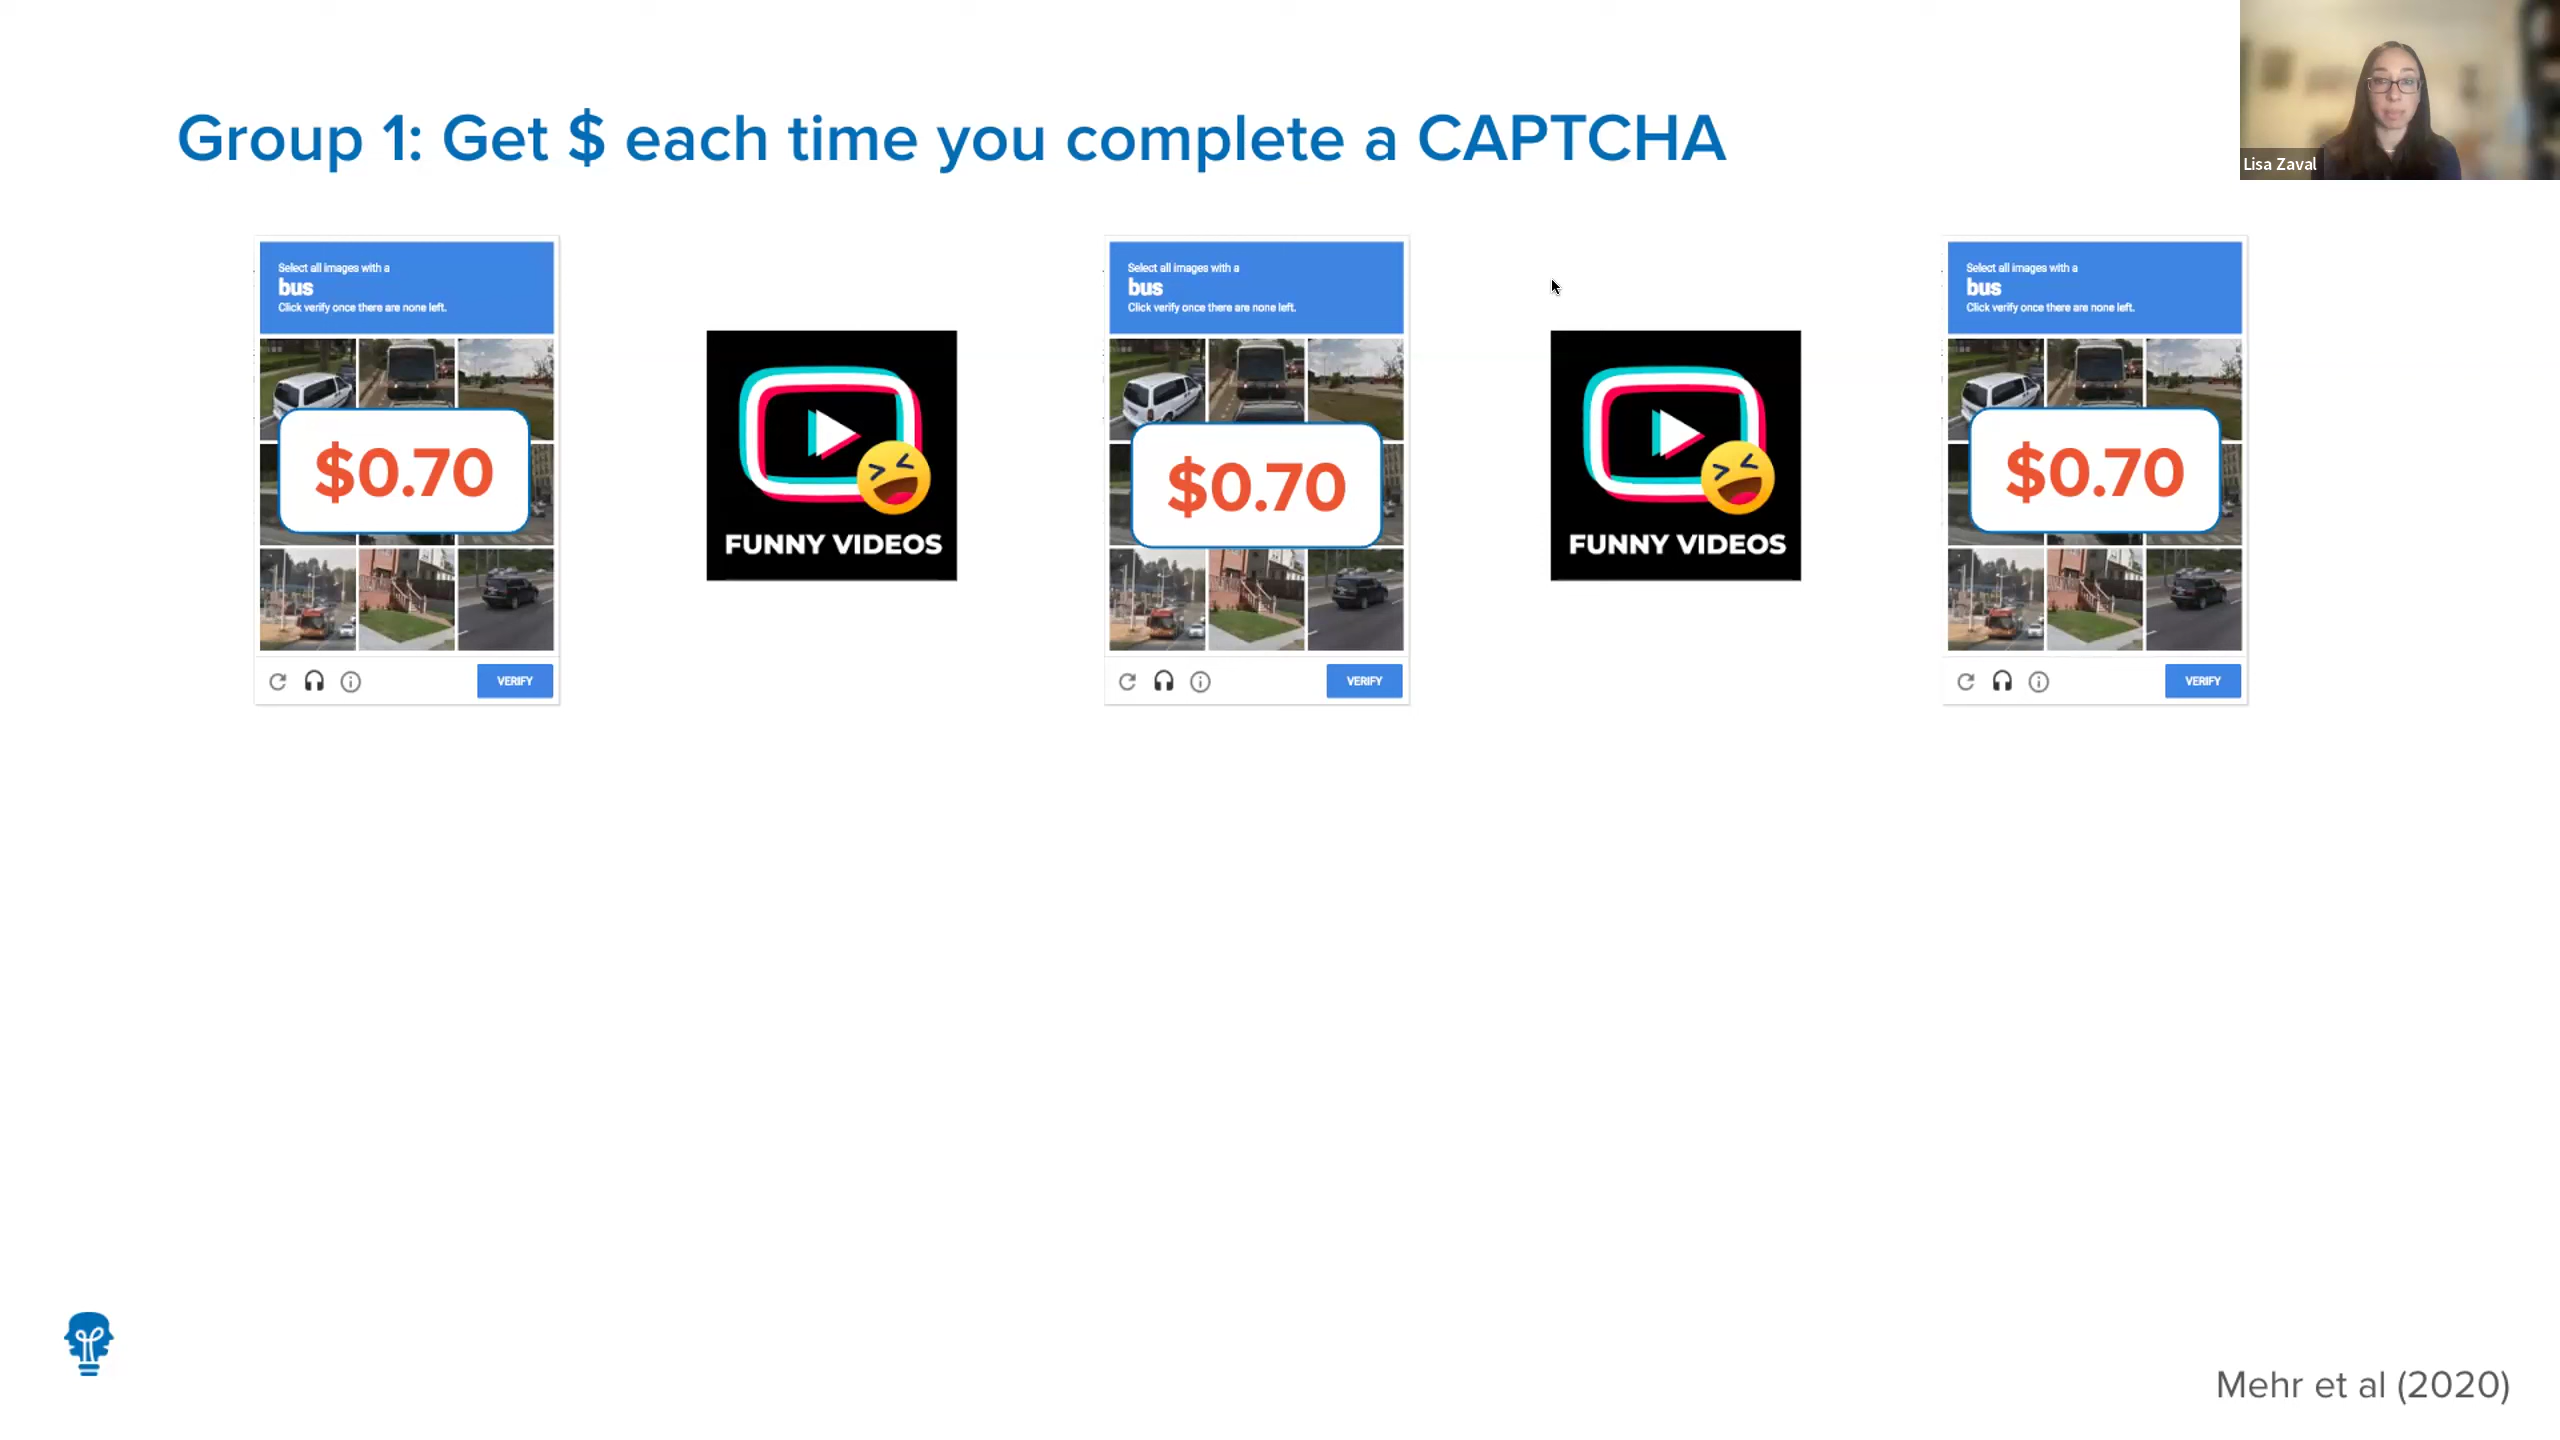 Lisa Zaval
Group 1: Get $ each time you complete a CAPTCHA
Select all images with a
bus
Click verify once there are none left.
$0.70
VERIFY
FUNNY VIDEOS
Select all images with a
bus
Click verify once there are none left.
$0.70
VERIFY
FUNNY VIDEOS
Select all images with a
bus
Click verify once there are none left.
$0.70
VERIFY
Mehr et al (2020)